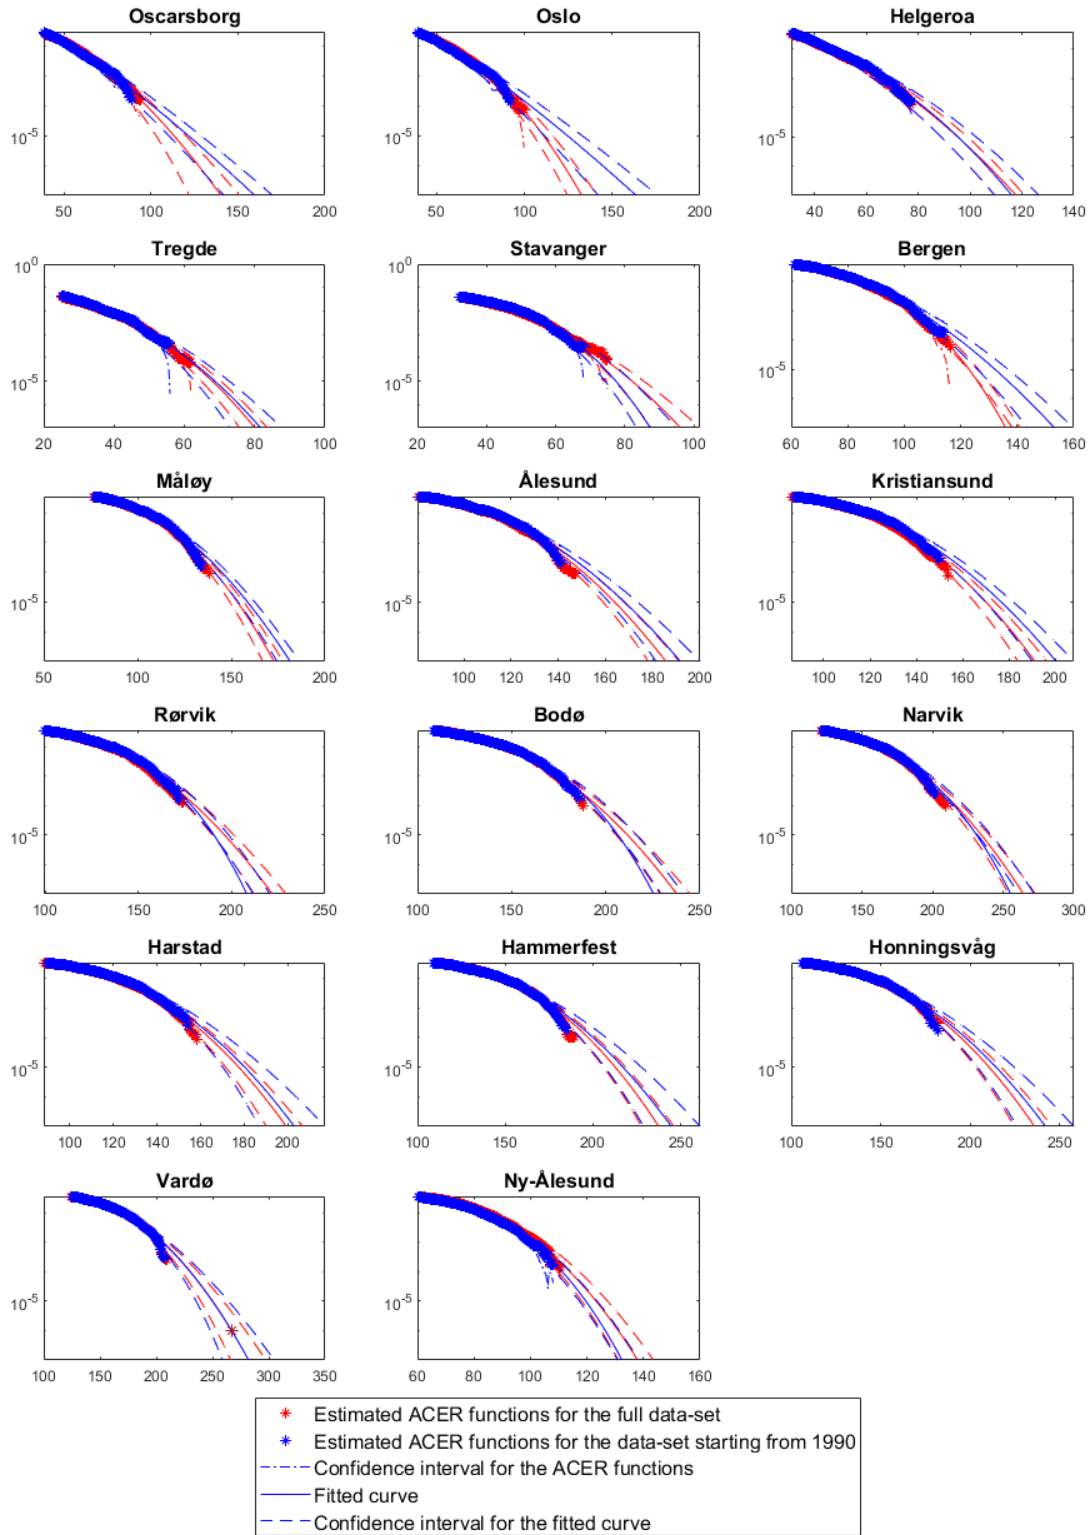 Oscarsborg Oslo Helgeroa
10^-5 10^-5 10^-5
50 100 150 200 50 100 150 200 40 60 80 100 120 140
Tregde Stavanger Bergen
10^0 10^0
10^-5 10^-5 10^-5
20 40 60 80 100 20 40 60 80 100 60 80 100 120 140 160
Måløy Ålesund Kristiansund
10^-5 10^-5 10^-5
50 100 150 200 100 120 140 160 180 200 100 120 140 160 180 200
Rørvik Bodø Narvik
10^-5 10^-5 10^-5
100 150 200 250 100 150 200 250 100 150 200 250 300
Harstad Hammerfest Honningsvåg
10^-5 10^-5 10^-5
100 120 140 160 180 200 100 150 200 250 100 150 200 250
Vardø Ny-Ålesund
10^-5 10^-5
100 150 200 250 300 350 60 80 100 120 140 160
Estimated ACER functions for the full data-set
Estimated ACER functions for the data-set starting from 1990
Confidence interval for the ACER functions
Fitted curve
Confidence interval for the fitted curve